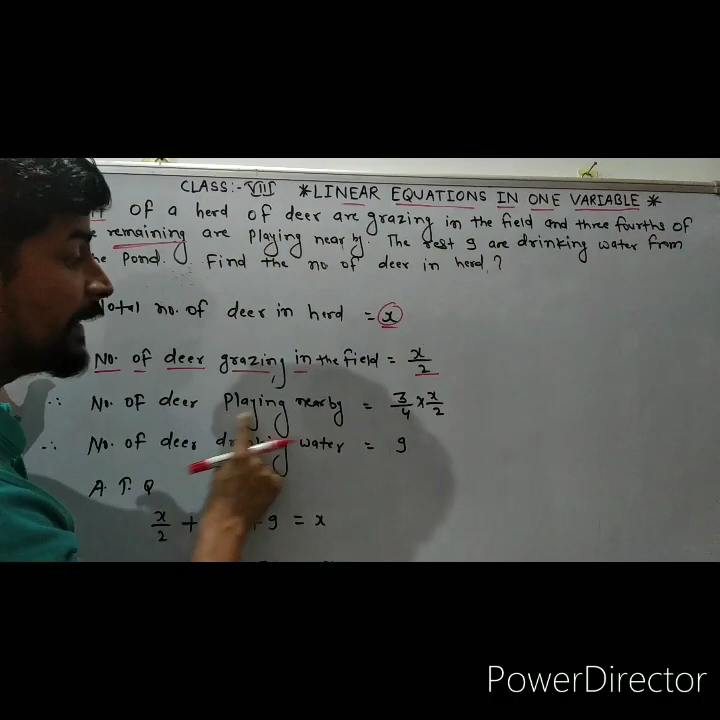 CLASS:- VIII * LINEAR EQUATIONS IN ONE VARIABLE *
of a herd of deer are grazing in the field and three fourths of
remaining are playing near by. The rest 9 are drinking water from
Pond. Find the no of deer in herd?
no. of deer in herd = x
No. of deer grazing in the field = x/2
∴ No. of deer Playing nearby = 3/4 × x/2
∴ No. of deer water = 9
A. T. Q
x/2 + + 9 = x
PowerDirector